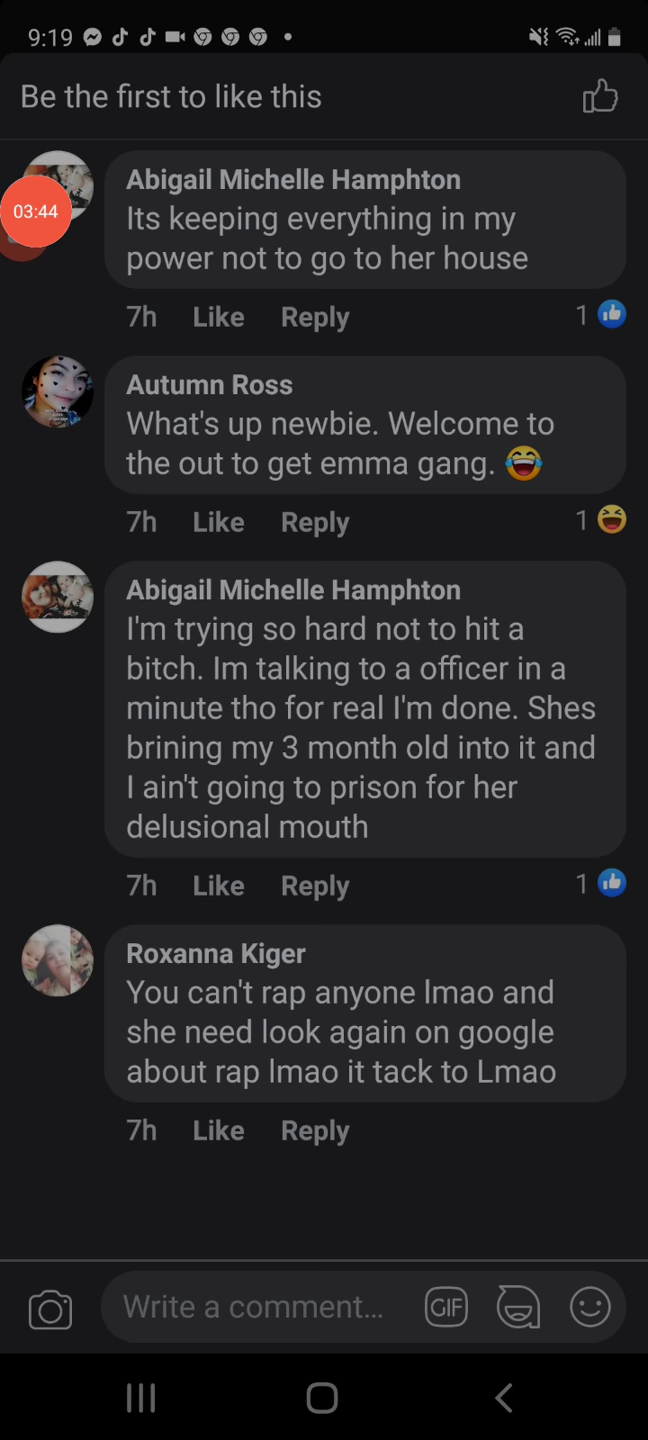 9:19
Be the first to like this
03:44
Abigail Michelle Hamphton
Its keeping everything in my
power not to go to her house
7h Like Reply 1
Autumn Ross
What's up newbie. Welcome to
the out to get emma gang. 😂
7h Like Reply 1
Abigail Michelle Hamphton
I'm trying so hard not to hit a
bitch. Im talking to a officer in a
minute tho for real I'm done. Shes
brining my 3 month old into it and
I ain't going to prison for her
delusional mouth
7h Like Reply 1
Roxanna Kiger
You can't rap anyone lmao and
she need look again on google
about rap lmao it tack to Lmao
7h Like Reply
Write a comment... GIF